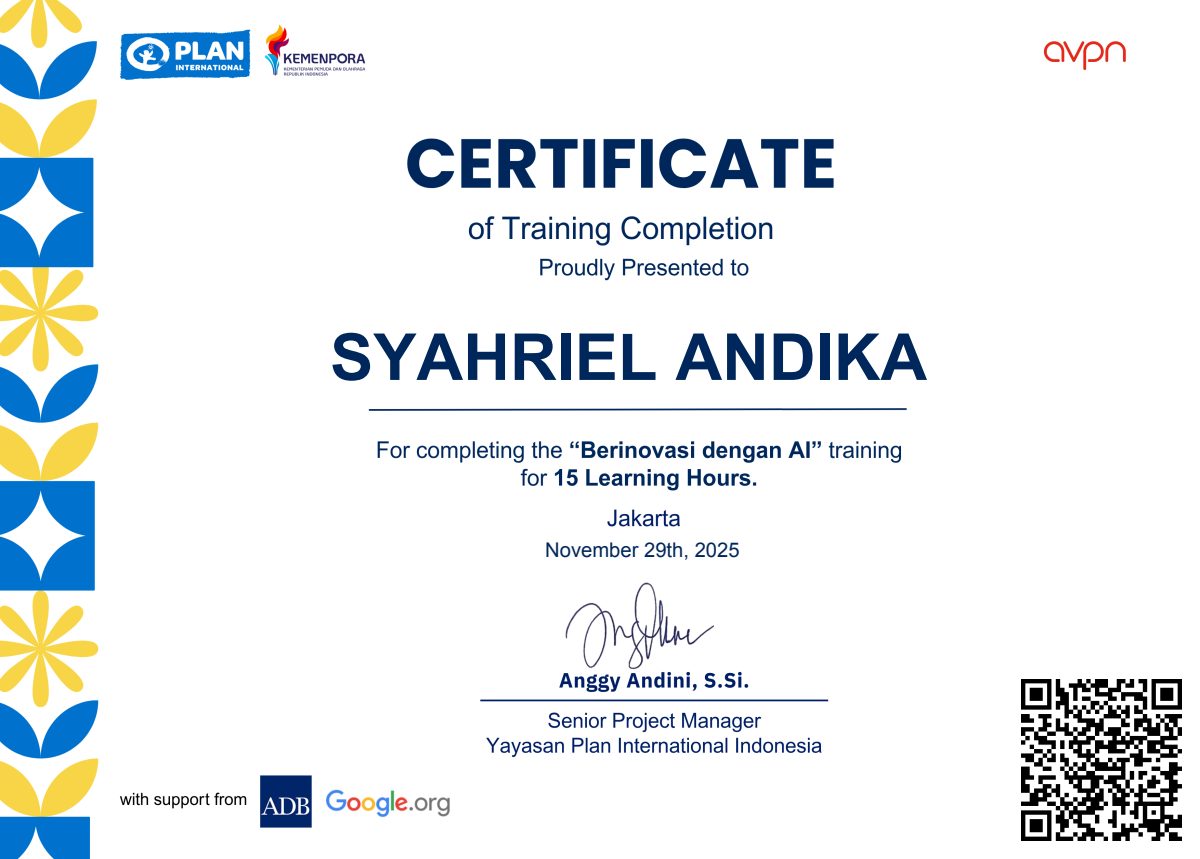 PLAN
INTERNATIONAL
KEMENPORA
KEMENTERIAN PEMUDA DAN OLAHRAGA
REPUBLIK INDONESIA
avpn
CERTIFICATE
of Training Completion
Proudly Presented to
SYAHRIEL ANDIKA
For completing the “Berinovasi dengan AI” training
for 15 Learning Hours.
Jakarta
November 29th, 2025
Anggy Andini, S.Si.
Senior Project Manager
Yayasan Plan International Indonesia
with support from
ADB
Google.org